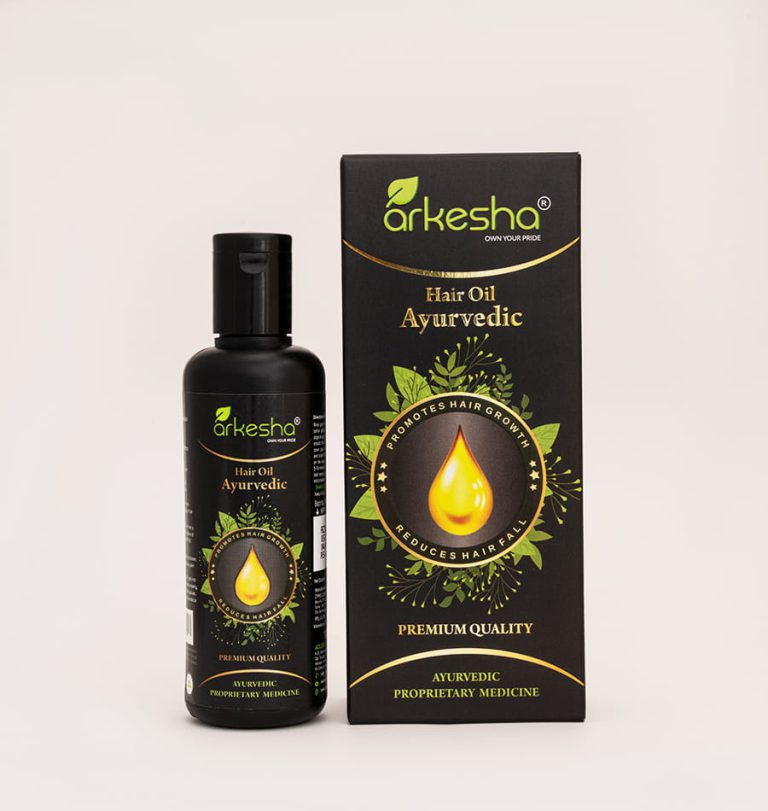 arkesha®
OWN YOUR PRIDE
Hair Oil
Ayurvedic
PROMOTES HAIR GROWTH
REDUCES HAIR FALL
PREMIUM QUALITY
AYURVEDIC
PROPRIETARY MEDICINE
arkesha®
OWN YOUR PRIDE
Hair Oil
Ayurvedic
PROMOTES HAIR GROWTH
REDUCES HAIR FALL
PREMIUM QUALITY
AYURVEDIC
PROPRIETARY MEDICINE